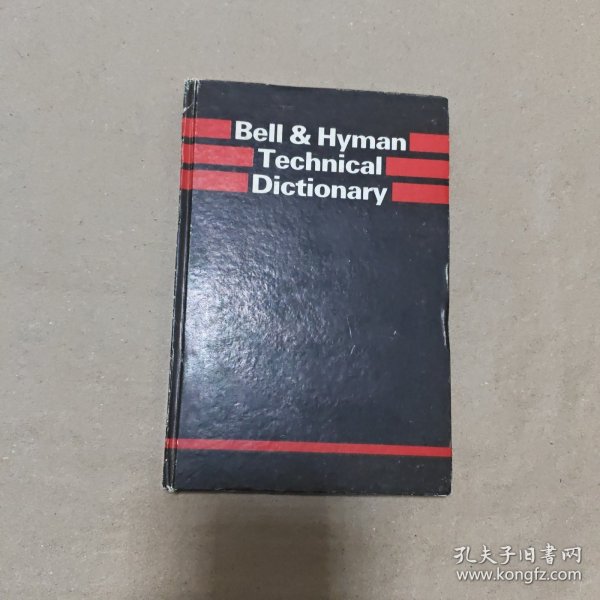 Bell & Hyman
Technical
Dictionary
孔夫子旧书网
www.kongfz.com